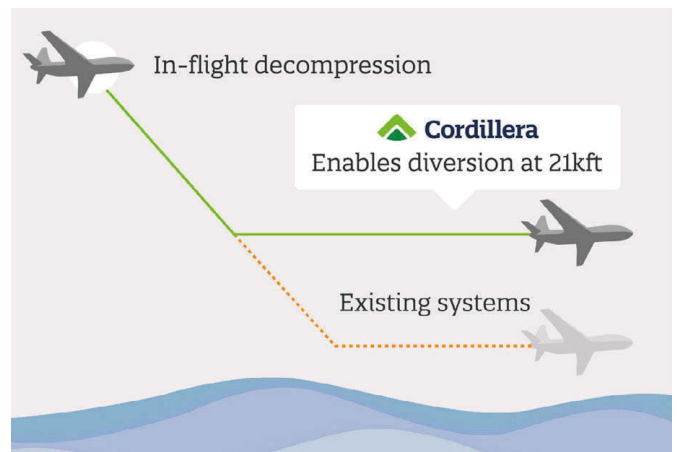 In-flight decompression
Cordillera
Enables diversion at 21kft
Existing systems